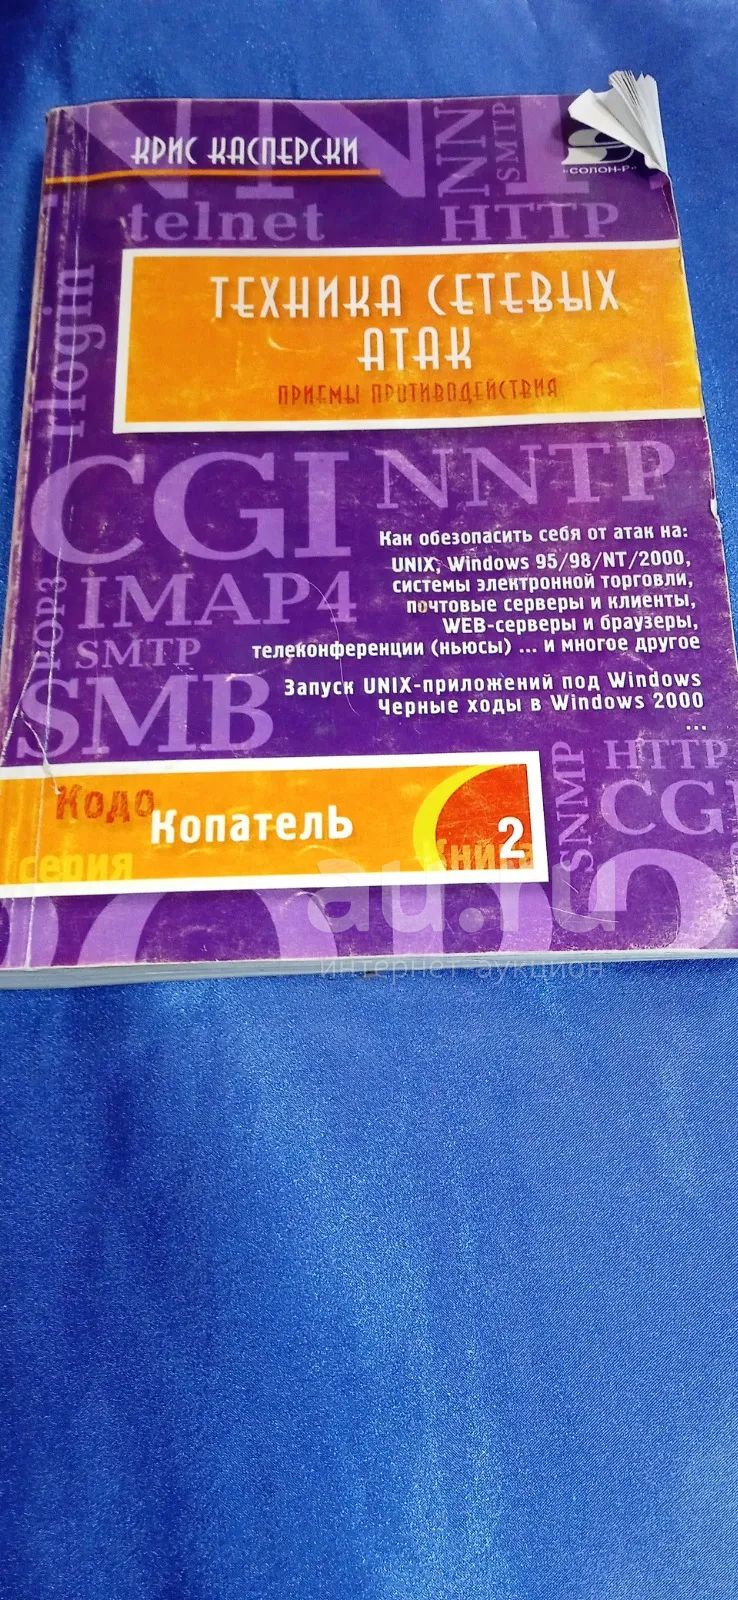 КРИС КАСПЕРСКИ
NN
SMTP
«СОЛОН-Р»
telnet
HTTP
rlogin
ТЕХНИКА СЕТЕВЫХ
АТАК
ПРИЕМЫ ПРОТИВОДЕЙСТВИЯ
CGI
NNTP
Как обезопасить себя от атак на:
UNIX, Windows 95/98/NT/2000,
системы электронной торговли,
почтовые серверы и клиенты,
WEB-серверы и браузеры,
телеконференции (ньюсы) ... и многое другое
POP3
IMAP4
SMTP
SMB
Запуск UNIX-приложений под Windows
Черные ходы в Windows 2000
...
HTTP
SNMP
CGI
Кодо
КопателЬ
серия
Книга
2
au.ru
интернет-аукцион